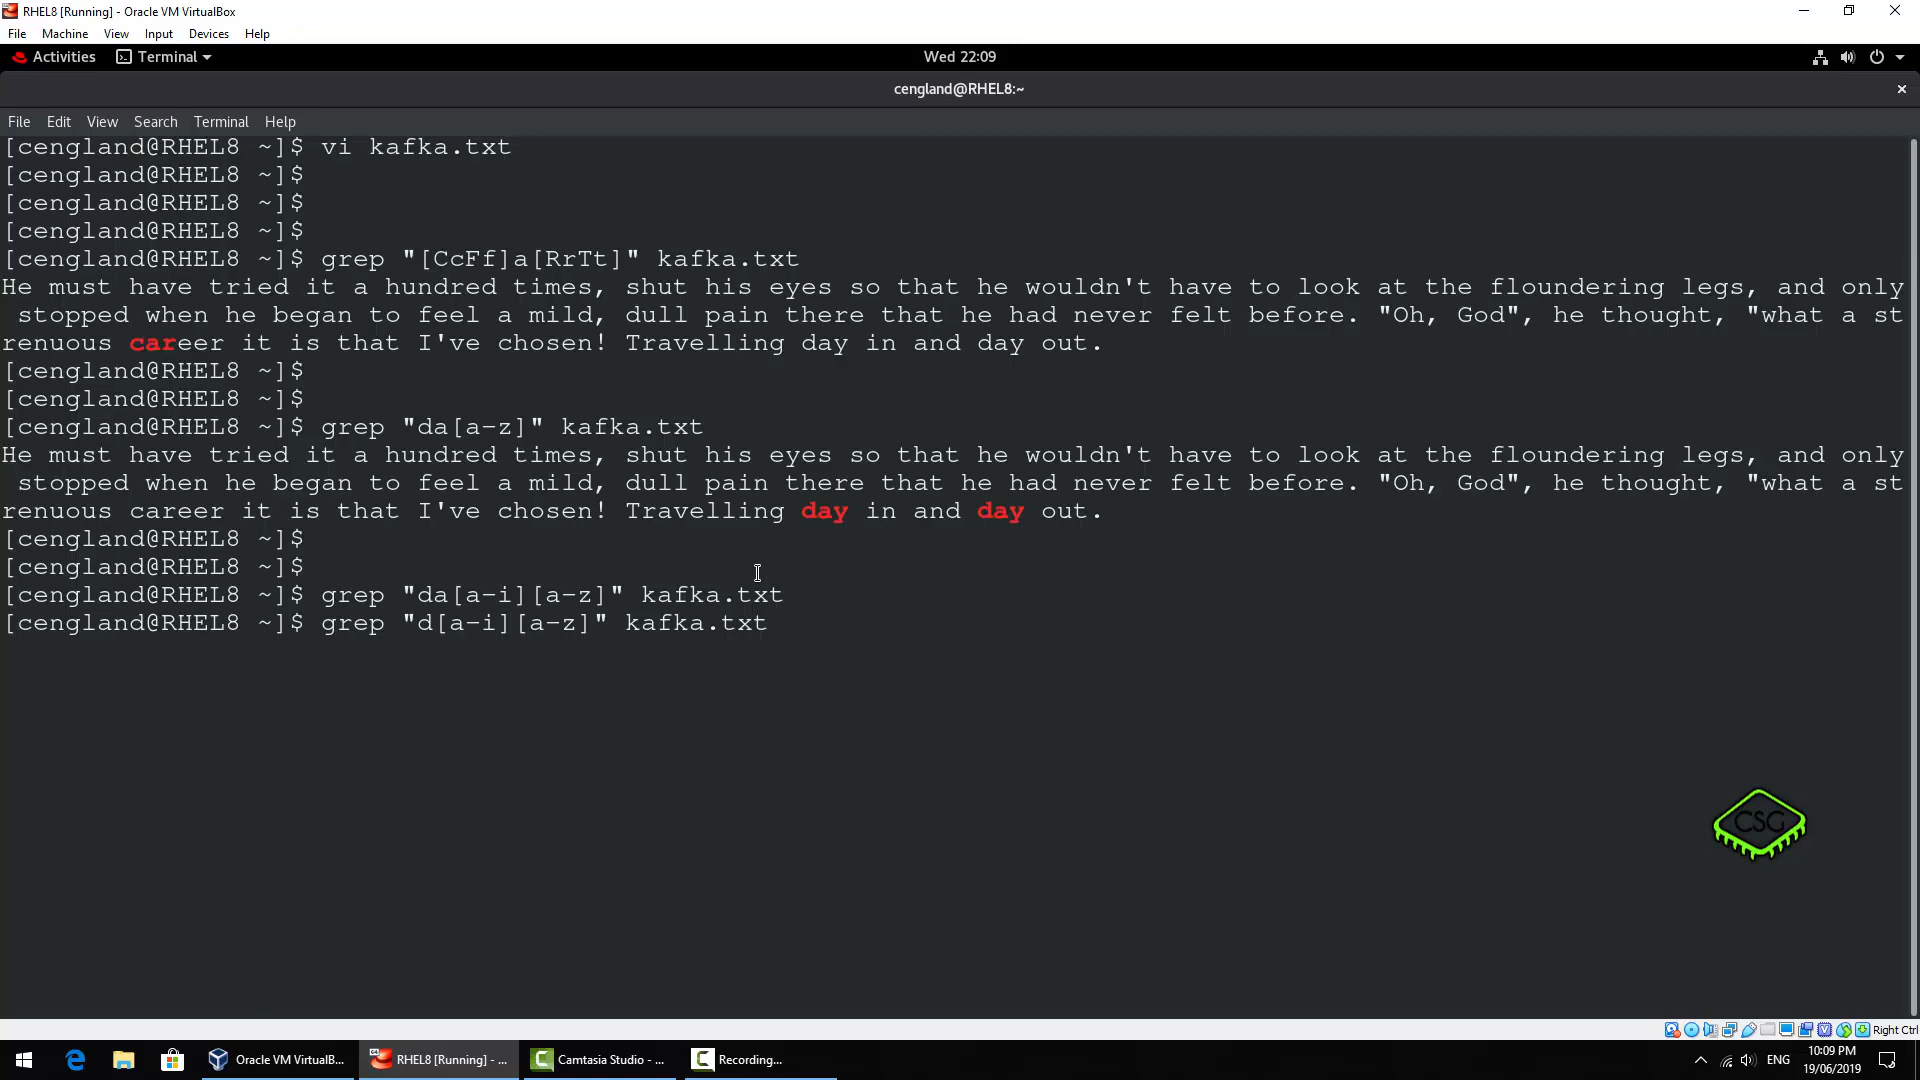 RHEL8 [Running] - Oracle VM VirtualBox
File Machine View Input Devices Help
Activities Terminal Wed 22:09
cengland@RHEL8:~
File Edit View Search Terminal Help
[cengland@RHEL8 ~]$ vi kafka.txt
[cengland@RHEL8 ~]$
[cengland@RHEL8 ~]$
[cengland@RHEL8 ~]$
[cengland@RHEL8 ~]$ grep "[CcFf]a[RrTt]" kafka.txt
He must have tried it a hundred times, shut his eyes so that he wouldn't have to look at the floundering legs, and only
stopped when he began to feel a mild, dull pain there that he had never felt before. "Oh, God", he thought, "what a st
renuous career it is that I've chosen! Travelling day in and day out.
[cengland@RHEL8 ~]$
[cengland@RHEL8 ~]$
[cengland@RHEL8 ~]$ grep "da[a-z]" kafka.txt
He must have tried it a hundred times, shut his eyes so that he wouldn't have to look at the floundering legs, and only
stopped when he began to feel a mild, dull pain there that he had never felt before. "Oh, God", he thought, "what a st
renuous career it is that I've chosen! Travelling day in and day out.
[cengland@RHEL8 ~]$
[cengland@RHEL8 ~]$
[cengland@RHEL8 ~]$ grep "da[a-i][a-z]" kafka.txt
[cengland@RHEL8 ~]$ grep "d[a-i][a-z]" kafka.txt
CSG
Right Ctrl
Oracle VM VirtualB... RHEL8 [Running] - ... Camtasia Studio - ... Recording... ENG 10:09 PM
19/06/2019